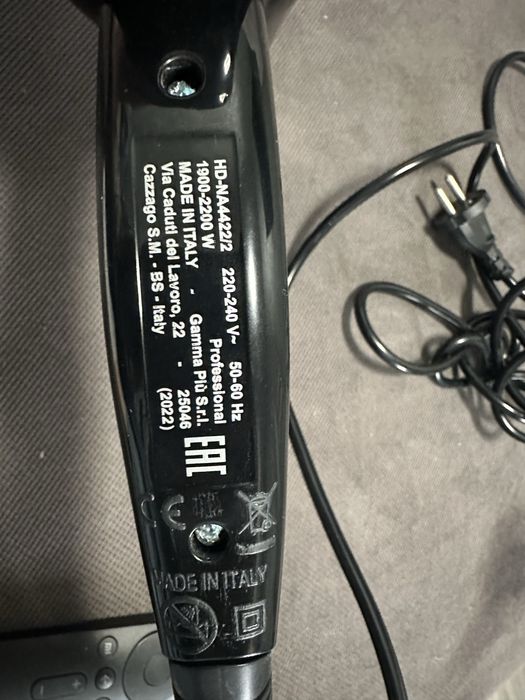 HD-NA4422/2 220-240 V~ 50-60 Hz
1900-2200 W Professional
MADE IN ITALY - Gamma Più S.r.l.
Via Caduti del Lavoro, 22 - 25046
Cazzago S.M. - BS - Italy (2022)
EAC
CE
MADE IN ITALY